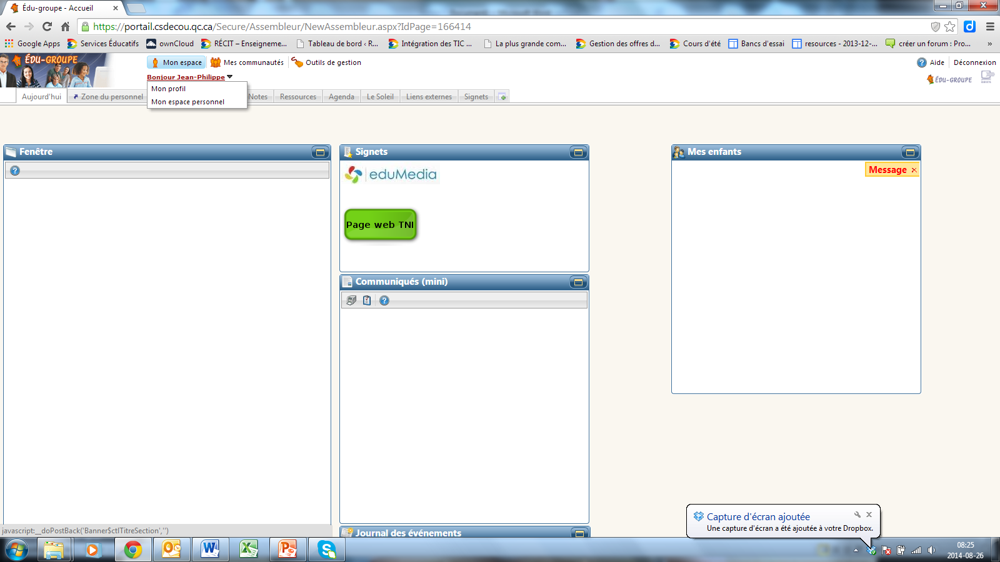 Édu-groupe - Accueil
https://portail.csdecou.qc.ca/Secure/Assembleur/NewAssembleur.aspx?IdPage=166414
Google Apps Services Éducatifs ownCloud RÉCIT – Enseigneme... Tableau de bord ‹ R... Intégration des TIC ... La plus grande com... Gestion des offres d... Cours d'été Bancs d'essai resources - 2013-12-... créer un forum : Pro... »
ÉDU-GROUPE
Mon espace Mes communautés Outils de gestion Aide Déconnexion
Bonjour Jean-Philippe
ÉDU-GROUPE
Mon profil
Mon espace personnel
Aujourd'hui Zone du personnel Notes Ressources Agenda Le Soleil Liens externes Signets
Fenêtre
Signets
eduMedia
Page web TNI
Communiqués (mini)
Mes enfants
Message ×
Journal des événements
Capture d'écran ajoutée
Une capture d'écran a été ajoutée à votre Dropbox.
javascript:__doPostBack('Banner$ctlTitreSection','')
08:25
2014-08-26